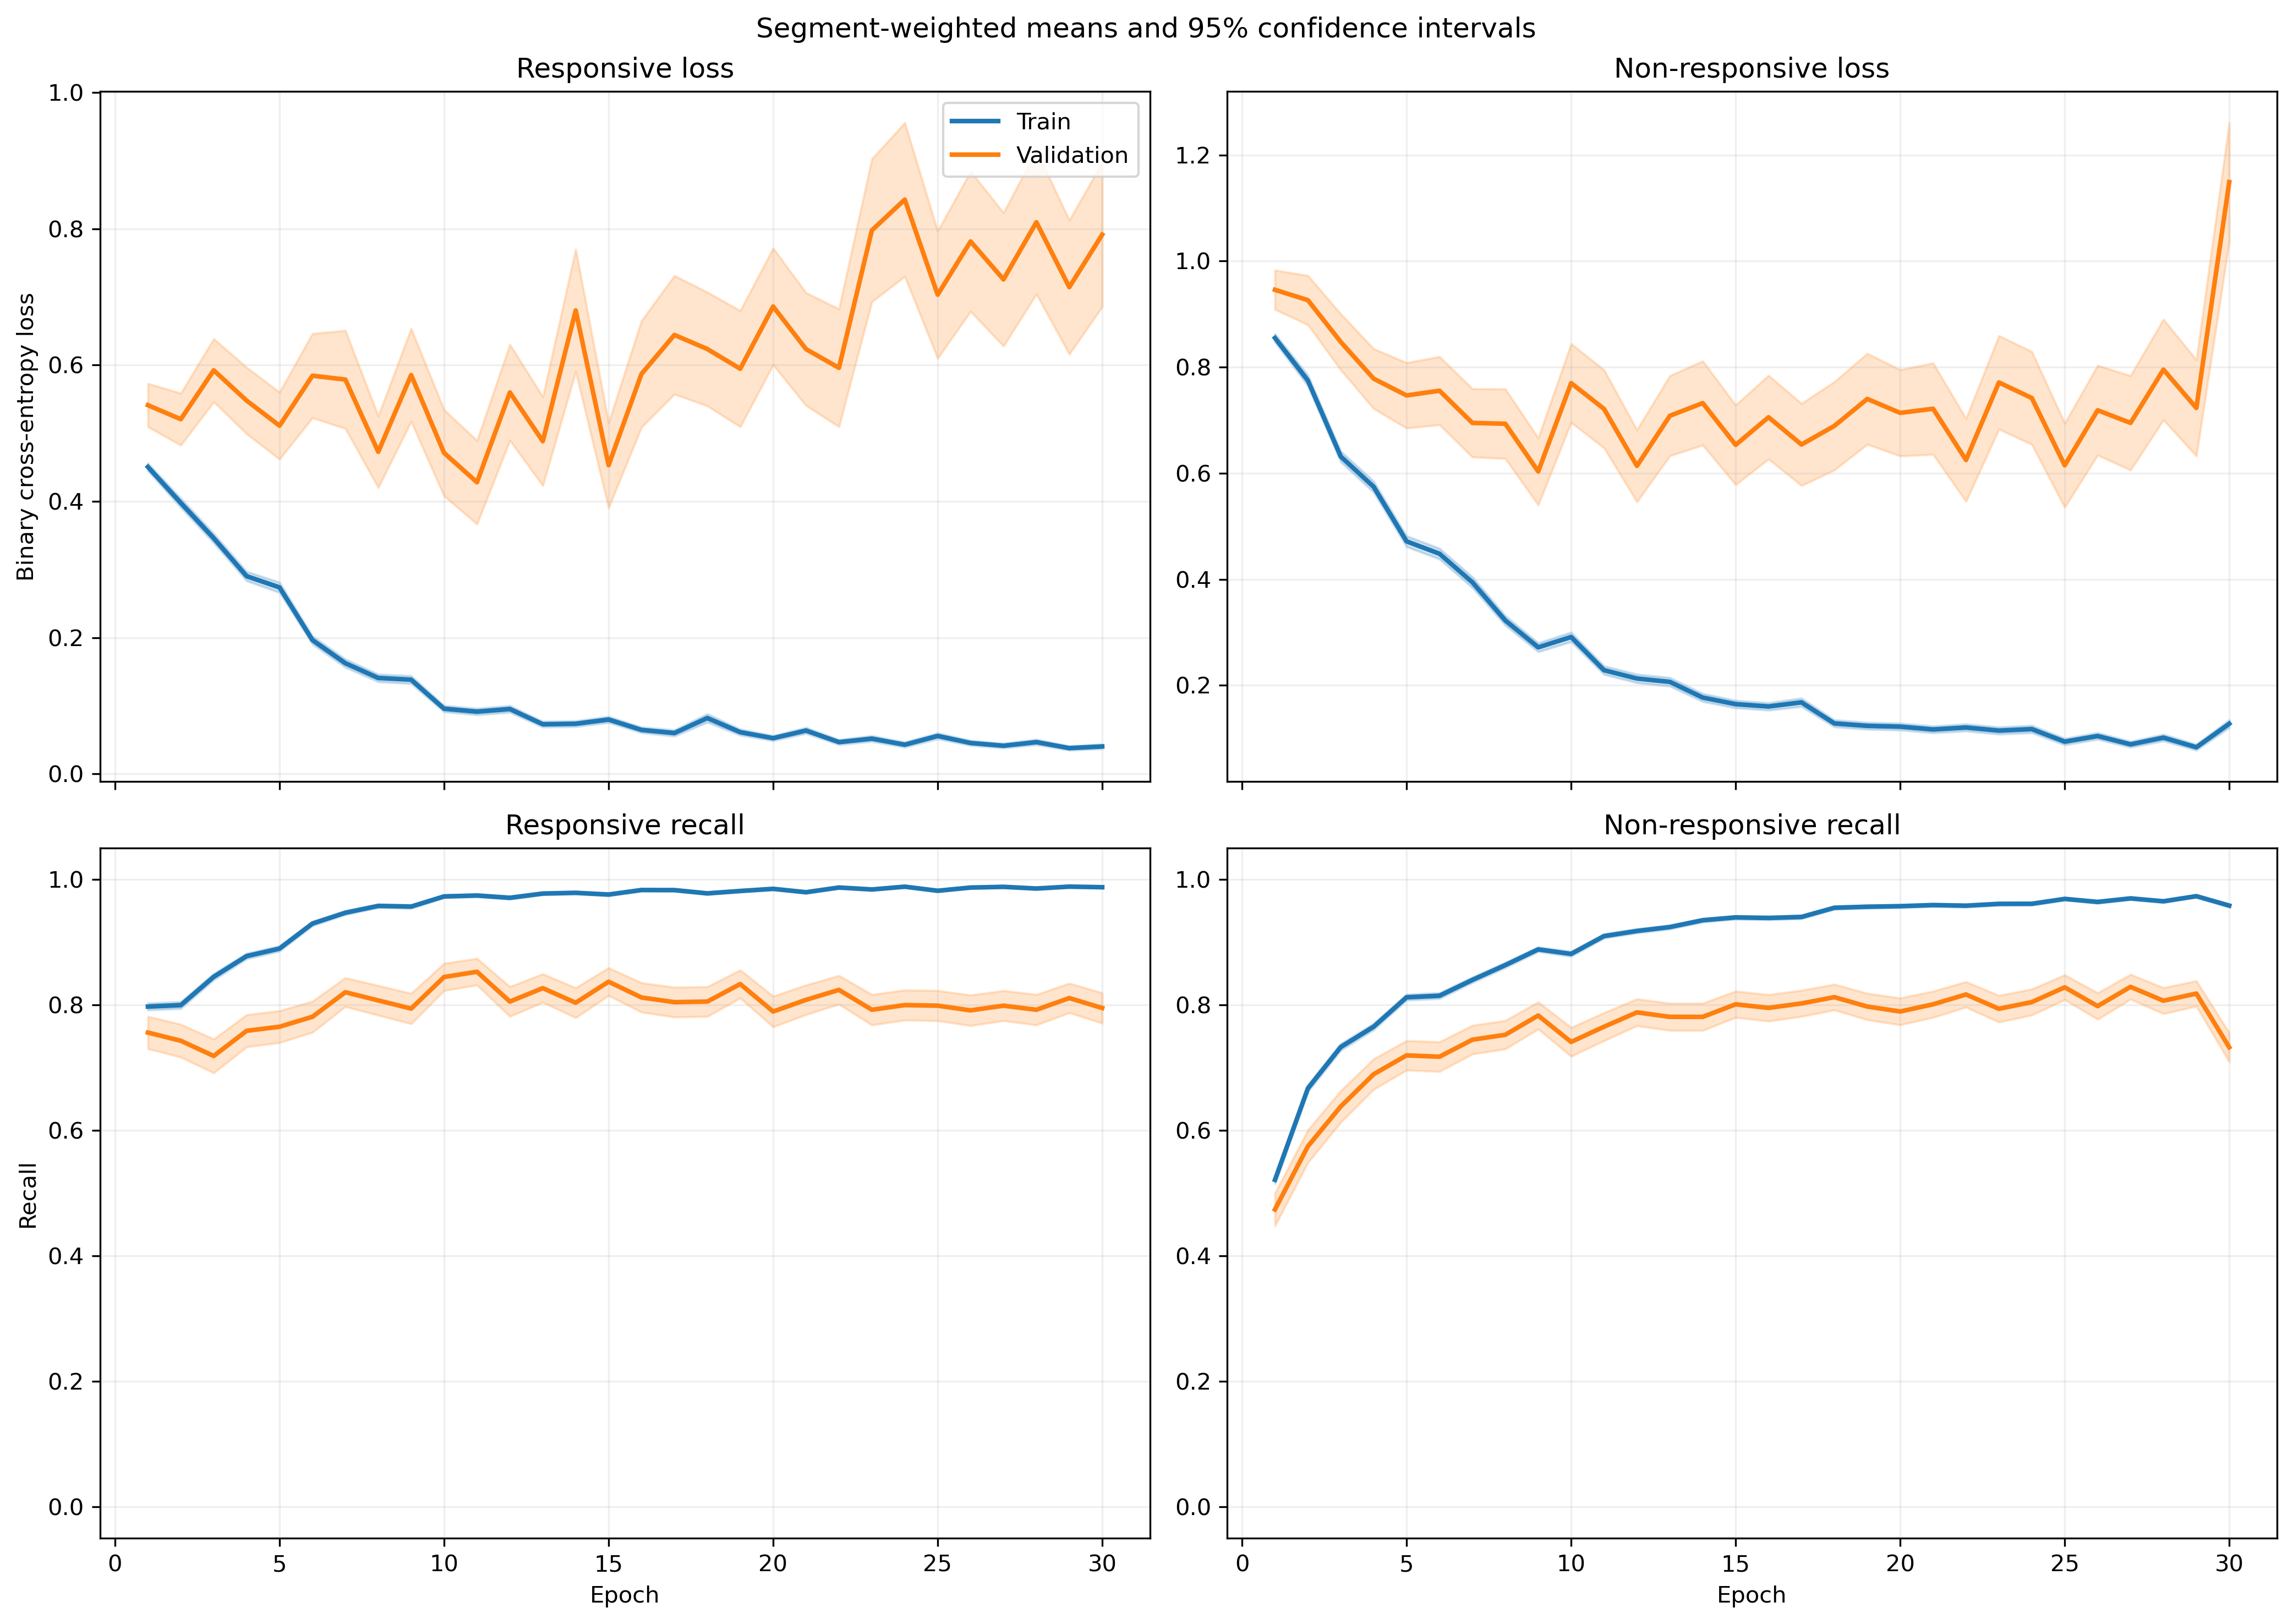 Segment-weighted means and 95% confidence intervals
Responsive loss
Non-responsive loss
Train
Validation
Binary cross-entropy loss
1.0
0.8
0.6
0.4
0.2
0.0
1.2
1.0
0.8
0.6
0.4
0.2
Responsive recall
Non-responsive recall
Recall
1.0
0.8
0.6
0.4
0.2
0.0
1.0
0.8
0.6
0.4
0.2
0.0
0 5 10 15 20 25 30
0 5 10 15 20 25 30
Epoch
Epoch